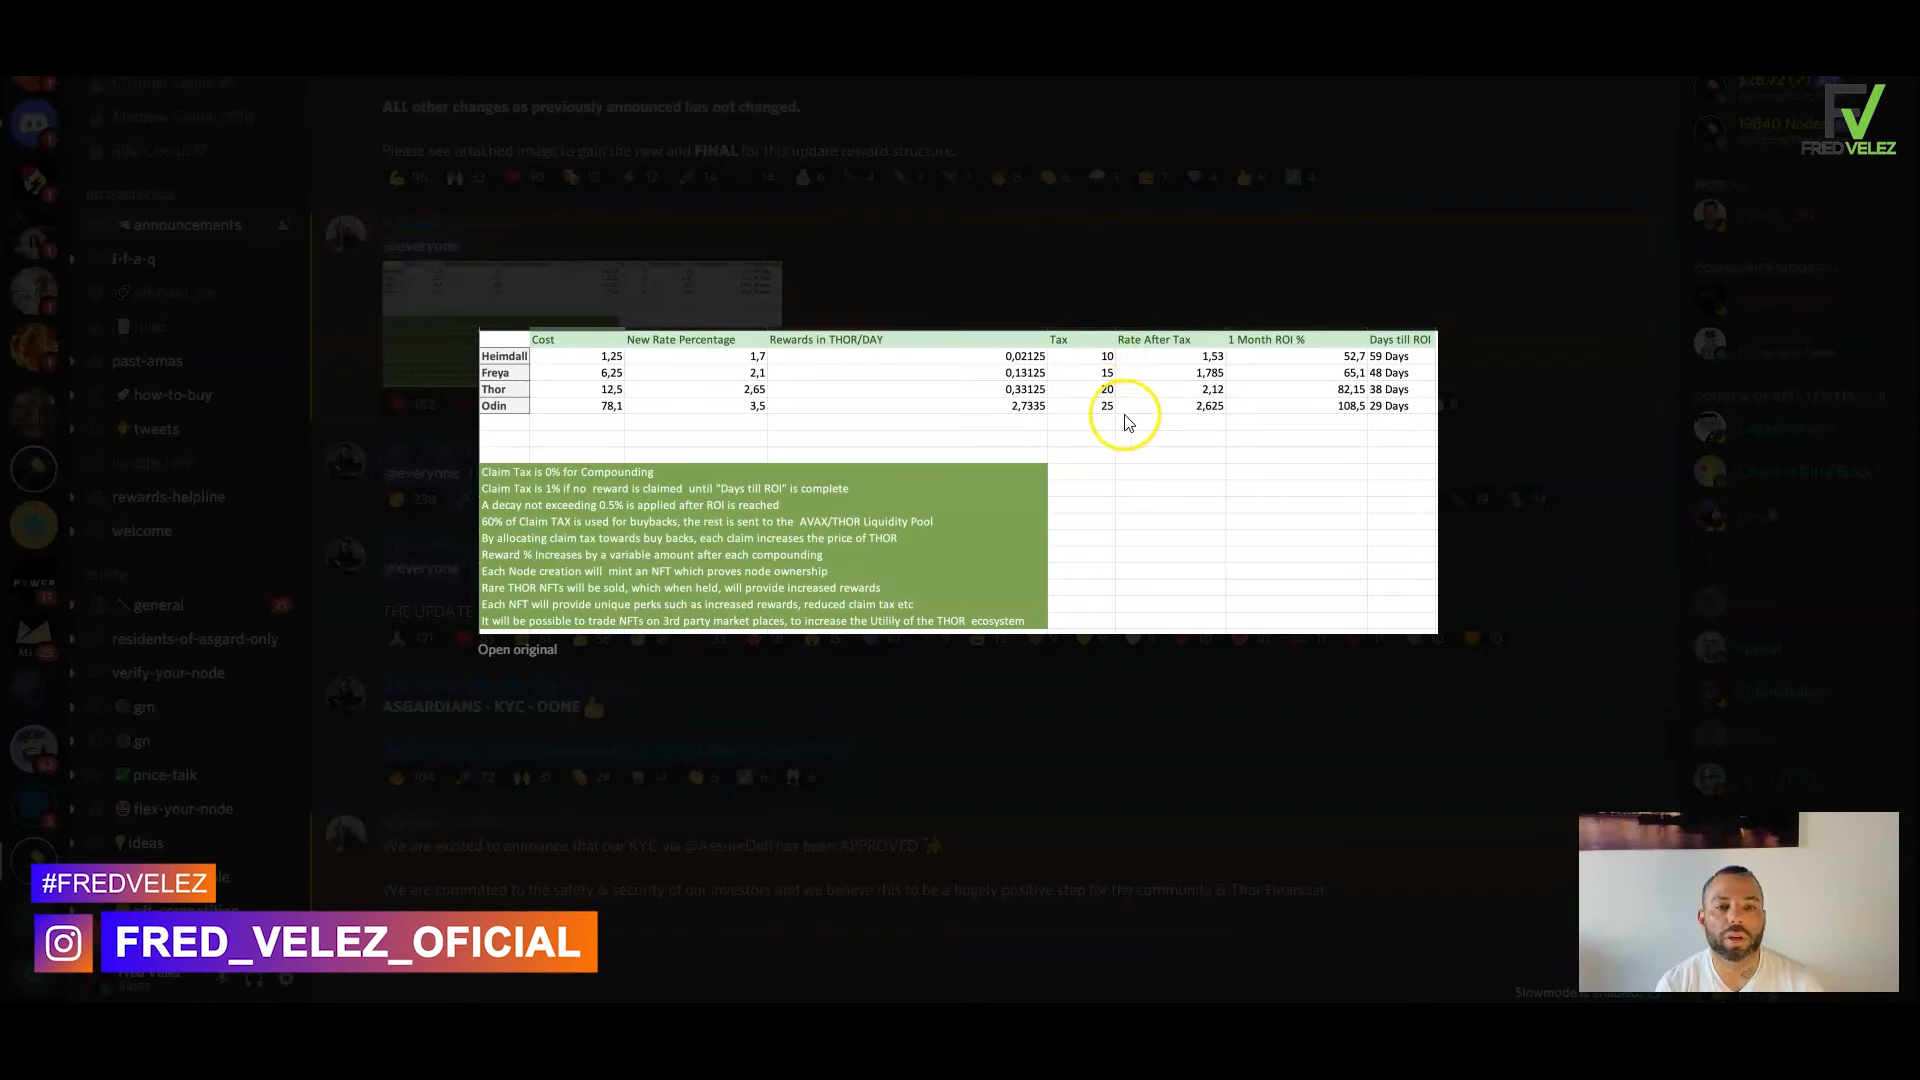 ALL other changes as previously announced has not changed.
Please see attached image to gain the new and FINAL for this update reward structure.
19840 Nodes
FRED VELEZ
announcements
@everyone
i-f-a-q
rules
past-amas
how-to-buy
tweets
update-help
rewards-helpline
welcome
general 21
residents-of-asgard-only
verify-your-node
gm
gn
price-talk
flex-your-node
ideas
Cost New Rate Percentage Rewards in THOR/DAY Tax Rate After Tax 1 Month ROI % Days till ROI
Heimdall 1,25 1,7 0,02125 10 1,53 52,7 59 Days
Freya 6,25 2,1 0,13125 15 1,785 65,1 48 Days
Thor 12,5 2,65 0,33125 20 2,12 82,15 38 Days
Odin 78,1 3,5 2,7335 25 2,625 108,5 29 Days
Claim Tax is 0% for Compounding
Claim Tax is 1% if no reward is claimed until "Days till ROI" is complete
A decay not exceeding 0.5% is applied after ROI is reached
60% of Claim TAX is used for buybacks, the rest is sent to the AVAX/THOR Liquidity Pool
By allocating claim tax towards buy backs, each claim increases the price of THOR
Reward % Increases by a variable amount after each compounding
Each Node creation will mint an NFT which proves node ownership
Rare THOR NFTs will be sold, which when held, will provide increased rewards
Each NFT will provide unique perks such as increased rewards, reduced claim tax etc
It will be possible to trade NFTs on 3rd party market places, to increase the Utility of the THOR ecosystem
Open original
@everyone
@everyone
THE UPDATE
ASGARDIANS - KYC - DONE
We are excited to announce that our KYC via @AssureDefi has been APPROVED
We are committed to the safety & security of our investors and we believe this to be a hugely positive step for the community & Thor Financial.
#FREDVELEZ
FRED_VELEZ_OFICIAL
Fred Velez
Slowmode is enabled.